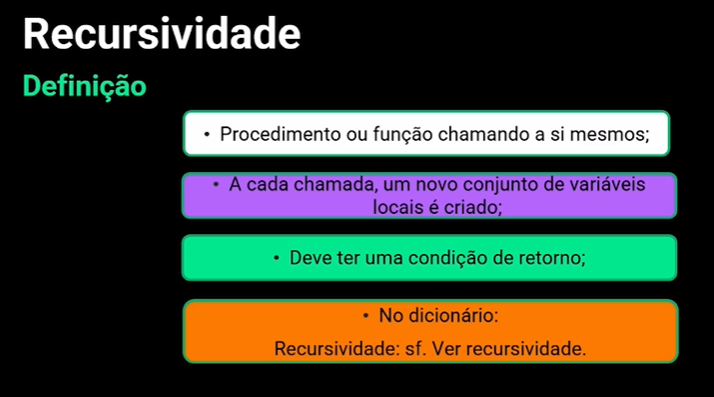 Recursividade
Definição
• Procedimento ou função chamando a si mesmos;
• A cada chamada, um novo conjunto de variáveis
locais é criado;
• Deve ter uma condição de retorno;
• No dicionário:
Recursividade: sf. Ver recursividade.